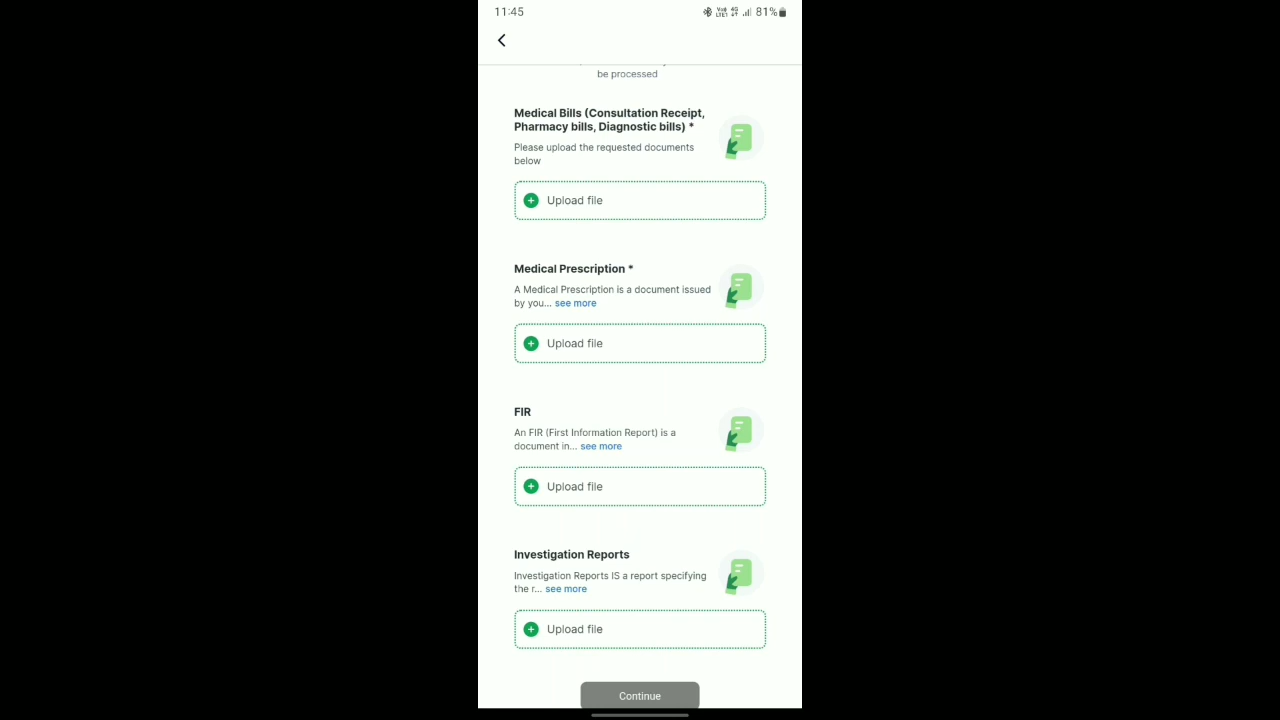 11:45
81%
be processed
Medical Bills (Consultation Receipt,
Pharmacy bills, Diagnostic bills) *
Please upload the requested documents
below
Upload file
Medical Prescription *
A Medical Prescription is a document issued
by you... see more
Upload file
FIR
An FIR (First Information Report) is a
document in... see more
Upload file
Investigation Reports
Investigation Reports IS a report specifying
the r... see more
Upload file
Continue